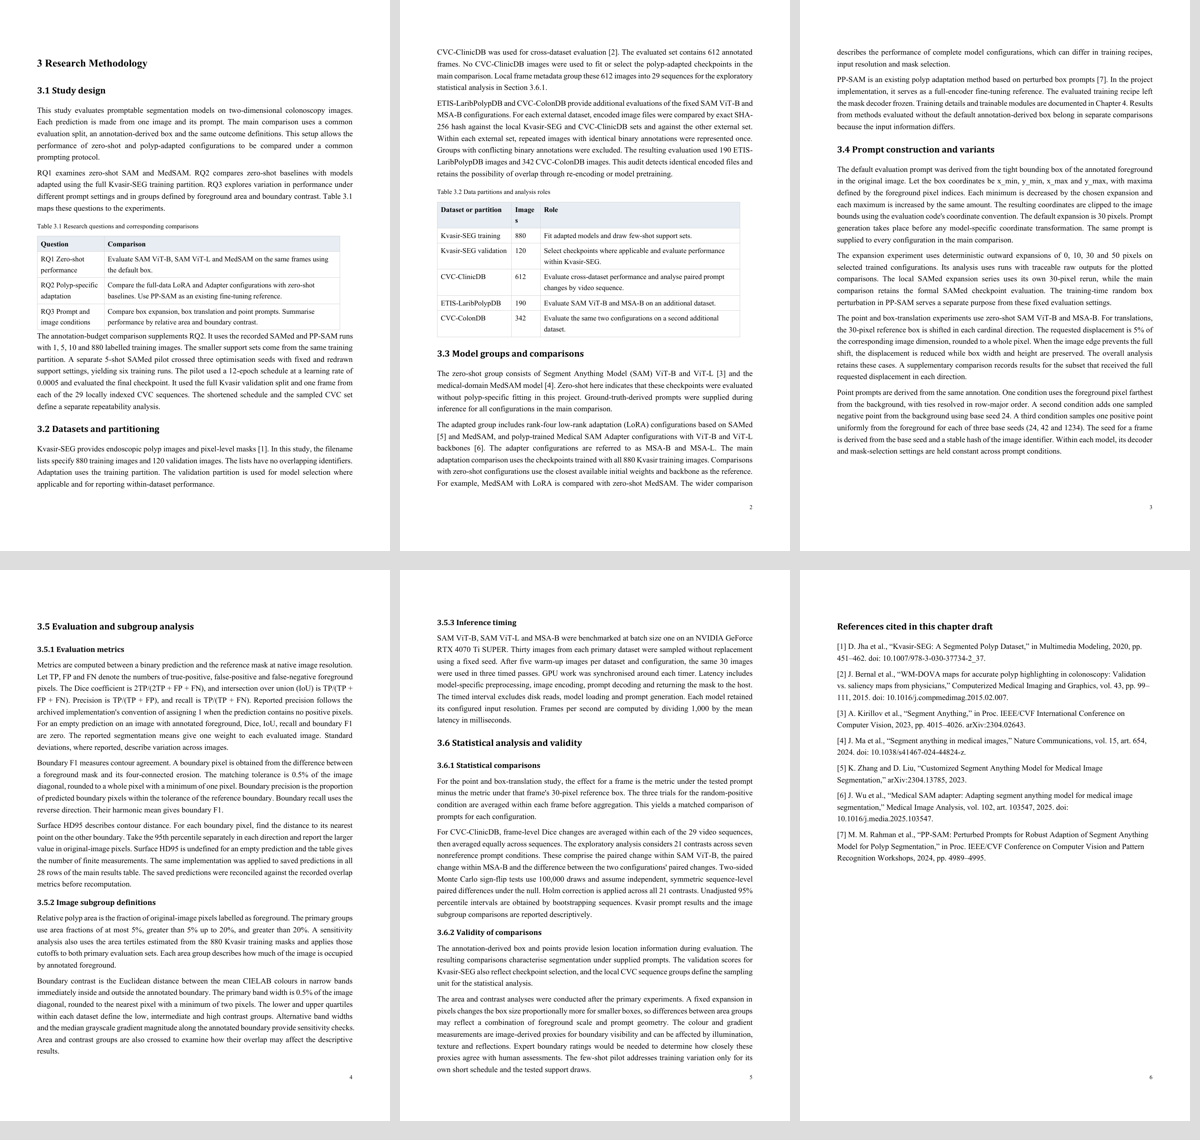 3 Research Methodology
3.1 Study design
This study evaluates promptable segmentation models on two-dimensional colonoscopy images.
Each prediction is made from one image and its prompt. The main comparison uses a common
evaluation split, an annotation-derived box and the same outcome definitions. This setup allows the
performance of zero-shot and polyp-adapted configurations to be compared under a common
prompting protocol.
RQ1 examines zero-shot SAM and MedSAM. RQ2 compares zero-shot baselines with models
adapted using the full Kvasir-SEG training partition. RQ3 explores variation in performance under
different prompt settings and in groups defined by foreground area and boundary contrast. Table 3.1
maps these questions to the experiments.
Table 3.1 Research questions and corresponding comparisons
Question Comparison
RQ1 Zero-shot performance Evaluate SAM ViT-B, SAM ViT-L and MedSAM on the same frames using
the default box.
RQ2 Polyp-specific adaptation Compare the full-data LoRA and Adapter configurations with zero-shot
baselines. Use PP-SAM as an existing fine-tuning reference.
RQ3 Prompt and image conditions Compare box expansion, box translation and point prompts. Summarise
performance by relative area and boundary contrast.
The annotation-budget comparison supplements RQ2. It uses the recorded SAMed and PP-SAM runs
with 1, 5, 10 and 880 labelled training images. The smaller support sets come from the same training
partition. A separate 5-shot SAMed pilot crossed three optimisation seeds with fixed and redrawn
support settings, yielding six training runs. The pilot used a 12-epoch schedule at a learning rate of
0.0005 and evaluated the final checkpoint. It used the full Kvasir validation split and one frame from
each of the 29 locally indexed CVC sequences. The shortened schedule and the sampled CVC set
define a separate repeatability analysis.
3.2 Datasets and partitioning
Kvasir-SEG provides endoscopic polyp images and pixel-level masks [1]. In this study, the filename
lists specify 880 training images and 120 validation images. The lists have no overlapping identifiers.
Adaptation uses the training partition. The validation partition is used for model selection where
applicable and for reporting within-dataset performance.
CVC-ClinicDB was used for cross-dataset evaluation [2]. The evaluated set contains 612 annotated
frames. No CVC-ClinicDB images were used to fit or select the polyp-adapted checkpoints in the
main comparison. Local frame metadata group these 612 images into 29 sequences for the exploratory
statistical analysis in Section 3.6.1.
ETIS-LaribPolypDB and CVC-ColonDB provide additional evaluations of the fixed SAM ViT-B and
MSA-B configurations. For each external dataset, encoded image files were compared by exact SHA-
256 hash against the local Kvasir-SEG and CVC-ClinicDB sets and against the other external set.
Within each external set, repeated images with identical binary annotations were represented once.
Groups with conflicting binary annotations were excluded. The resulting evaluation used 190 ETIS-
LaribPolypDB images and 342 CVC-ColonDB images. This audit detects identical encoded files and
retains the possibility of overlap through re-encoding or model pretraining.
Table 3.2 Data partitions and analysis roles
Dataset or partition Images Role
Kvasir-SEG training 880 Fit adapted models and draw few-shot support sets.
Kvasir-SEG validation 120 Select checkpoints where applicable and evaluate performance
within Kvasir-SEG.
CVC-ClinicDB 612 Evaluate cross-dataset performance and analyse paired prompt
changes by video sequence.
ETIS-LaribPolypDB 190 Evaluate SAM ViT-B and MSA-B on an additional dataset.
CVC-ColonDB 342 Evaluate the same two configurations on a second additional
dataset.
3.3 Model groups and comparisons
The zero-shot group consists of Segment Anything Model (SAM) ViT-B and ViT-L [3] and the
medical-domain MedSAM model [4]. Zero-shot here indicates that these checkpoints were evaluated
without polyp-specific fitting in this project. Ground-truth-derived prompts were supplied during
inference for all configurations in the main comparison.
The adapted group includes rank-four low-rank adaptation (LoRA) configurations based on SAMed
[5] and MedSAM, and polyp-trained Medical SAM Adapter configurations with ViT-B and ViT-L
backbones [6]. The adapter configurations are referred to as MSA-B and MSA-L. The main
adaptation comparison uses the checkpoints trained with all 880 Kvasir training images. Comparisons
with zero-shot configurations use the closest available initial weights and backbone as the reference.
For example, MedSAM with LoRA is compared with zero-shot MedSAM. The wider comparison
2
describes the performance of complete model configurations, which can differ in training recipes,
input resolution and mask selection.
PP-SAM is an existing polyp adaptation method based on perturbed box prompts [7]. In the project
implementation, it serves as a full-encoder fine-tuning reference. The evaluated training recipe left
the mask decoder frozen. Training details and trainable modules are documented in Chapter 4. Results
from methods evaluated without the default annotation-derived box belong in separate comparisons
because the input information differs.
3.4 Prompt construction and variants
The default evaluation prompt was derived from the tight bounding box of the annotated foreground
in the original image. Let the box coordinates be x_min, y_min, x_max and y_max, with maxima
defined by the foreground pixel indices. Each minimum is decreased by the chosen expansion and
each maximum is increased by the same amount. The resulting coordinates are clipped to the image
bounds using the evaluation code's coordinate convention. The default expansion is 30 pixels. Prompt
generation takes place before any model-specific coordinate transformation. The same prompt is
supplied to every configuration in the main comparison.
The expansion experiment uses deterministic outward expansions of 0, 10, 30 and 50 pixels on
selected trained configurations. Its analysis uses runs with traceable raw outputs for the plotted
comparisons. The local SAMed expansion series uses its own 30-pixel rerun, while the main
comparison retains the formal SAMed checkpoint evaluation. The training-time random box
perturbation in PP-SAM serves a separate purpose from these fixed evaluation settings.
The point and box-translation experiments use zero-shot SAM ViT-B and MSA-B. For translations,
the 30-pixel reference box is shifted in each cardinal direction. The requested displacement is 5% of
the corresponding image dimension, rounded to a whole pixel. When the image edge prevents the full
shift, the displacement is reduced while box width and height are preserved. The overall analysis
retains these cases. A supplementary comparison records results for the subset that received the full
requested displacement in each direction.
Point prompts are derived from the same annotation. One condition uses the foreground pixel farthest
from the background, with ties resolved in row-major order. A second condition adds one sampled
negative point from the background using base seed 24. A third condition samples one positive point
uniformly from the foreground for each of three base seeds (24, 42 and 1234). The seed for a frame
is derived from the base seed and a stable hash of the image identifier. Within each model, its decoder
and mask-selection settings are held constant across prompt conditions.
3
3.5 Evaluation and subgroup analysis
3.5.1 Evaluation metrics
Metrics are computed between a binary prediction and the reference mask at native image resolution.
Let TP, FP and FN denote the numbers of true-positive, false-positive and false-negative foreground
pixels. The Dice coefficient is 2TP/(2TP + FP + FN), and intersection over union (IoU) is TP/(TP +
FP + FN). Precision is TP/(TP + FP), and recall is TP/(TP + FN). Reported precision follows the
archived implementation's convention of assigning 1 when the prediction contains no positive pixels.
For an empty prediction on an image with annotated foreground, Dice, IoU, recall and boundary F1
are zero. The reported segmentation means give one weight to each evaluated image. Standard
deviations, where reported, describe variation across images.
Boundary F1 measures contour agreement. A boundary pixel is obtained from the difference between
a foreground mask and its four-connected erosion. The matching tolerance is 0.5% of the image
diagonal, rounded to a whole pixel with a minimum of one pixel. Boundary precision is the proportion
of predicted boundary pixels within the tolerance of the reference boundary. Boundary recall uses the
reverse direction. Their harmonic mean gives boundary F1.
Surface HD95 describes contour distance. For each boundary pixel, find the distance to its nearest
point on the other boundary. Take the 95th percentile separately in each direction and report the larger
value in original-image pixels. Surface HD95 is undefined for an empty prediction and the table gives
the number of finite measurements. The same implementation was applied to saved predictions in all
28 rows of the main results table. The saved predictions were reconciled against the recorded overlap
metrics before recomputation.
3.5.2 Image subgroup definitions
Relative polyp area is the fraction of original-image pixels labelled as foreground. The primary groups
use area fractions of at most 5%, greater than 5% up to 20%, and greater than 20%. A sensitivity
analysis also uses the area tertiles estimated from the 880 Kvasir training masks and applies those
cutoffs to both primary evaluation sets. Each area group describes how much of the image is occupied
by annotated foreground.
Boundary contrast is the Euclidean distance between the mean CIELAB colours in narrow bands
immediately inside and outside the annotated boundary. The primary band width is 0.5% of the image
diagonal, rounded to the nearest pixel with a minimum of two pixels. The lower and upper quartiles
within each dataset define the low, intermediate and high contrast groups. Alternative band widths
and the median grayscale gradient magnitude along the annotated boundary provide sensitivity checks.
Area and contrast groups are also crossed to examine how their overlap may affect the descriptive
results.
4
3.5.3 Inference timing
SAM ViT-B, SAM ViT-L and MSA-B were benchmarked at batch size one on an NVIDIA GeForce
RTX 4070 Ti SUPER. Thirty images from each primary dataset were sampled without replacement
using a fixed seed. After five warm-up images per dataset and configuration, the same 30 images
were used in three timed passes. GPU work was synchronised around each timer. Latency includes
model-specific preprocessing, image encoding, prompt decoding and returning the mask to the host.
The timed interval excludes disk reads, model loading and prompt generation. Each model retained
its configured input resolution. Frames per second are computed by dividing 1,000 by the mean
latency in milliseconds.
3.6 Statistical analysis and validity
3.6.1 Statistical comparisons
For the point and box-translation study, the effect for a frame is the metric under the tested prompt
minus the metric under that frame's 30-pixel reference box. The three trials for the random-positive
condition are averaged within each frame before aggregation. This yields a matched comparison of
prompts for each configuration.
For CVC-ClinicDB, frame-level Dice changes are averaged within each of the 29 video sequences,
then averaged equally across sequences. The exploratory analysis considers 21 contrasts across seven
nonreference prompt conditions. These comprise the paired change within SAM ViT-B, the paired
change within MSA-B and the difference between the two configurations' paired changes. Two-sided
Monte Carlo sign-flip tests use 100,000 draws and assume independent, symmetric sequence-level
paired differences under the null. Holm correction is applied across all 21 contrasts. Unadjusted 95%
percentile intervals are obtained by bootstrapping sequences. Kvasir prompt results and the image
subgroup comparisons are reported descriptively.
3.6.2 Validity of comparisons
The annotation-derived box and points provide lesion location information during evaluation. The
resulting comparisons characterise segmentation under supplied prompts. The validation scores for
Kvasir-SEG also reflect checkpoint selection, and the local CVC sequence groups define the sampling
unit for the statistical analysis.
The area and contrast analyses were conducted after the primary experiments. A fixed expansion in
pixels changes the box size proportionally more for smaller boxes, so differences between area groups
may reflect a combination of foreground scale and prompt geometry. The colour and gradient
measurements are image-derived proxies for boundary visibility and can be affected by illumination,
texture and reflections. Expert boundary ratings would be needed to determine how closely these
proxies agree with human assessments. The few-shot pilot addresses training variation only for its
own short schedule and the tested support draws.
5
References cited in this chapter draft
[1] D. Jha et al., “Kvasir-SEG: A Segmented Polyp Dataset,” in Multimedia Modeling, 2020, pp.
451–462. doi: 10.1007/978-3-030-37734-2_37.
[2] J. Bernal et al., “WM-DOVA maps for accurate polyp highlighting in colonoscopy: Validation
vs. saliency maps from physicians,” Computerized Medical Imaging and Graphics, vol. 43, pp. 99–
111, 2015. doi: 10.1016/j.compmedimag.2015.02.007.
[3] A. Kirillov et al., “Segment Anything,” in Proc. IEEE/CVF International Conference on
Computer Vision, 2023, pp. 4015–4026. arXiv:2304.02643.
[4] J. Ma et al., “Segment anything in medical images,” Nature Communications, vol. 15, art. 654,
2024. doi: 10.1038/s41467-024-44824-z.
[5] K. Zhang and D. Liu, “Customized Segment Anything Model for Medical Image
Segmentation,” arXiv:2304.13785, 2023.
[6] J. Wu et al., “Medical SAM adapter: Adapting segment anything model for medical image
segmentation,” Medical Image Analysis, vol. 102, art. 103547, 2025. doi:
10.1016/j.media.2025.103547.
[7] M. M. Rahman et al., “PP-SAM: Perturbed Prompts for Robust Adaption of Segment Anything
Model for Polyp Segmentation,” in Proc. IEEE/CVF Conference on Computer Vision and Pattern
Recognition Workshops, 2024, pp. 4989–4995.
6